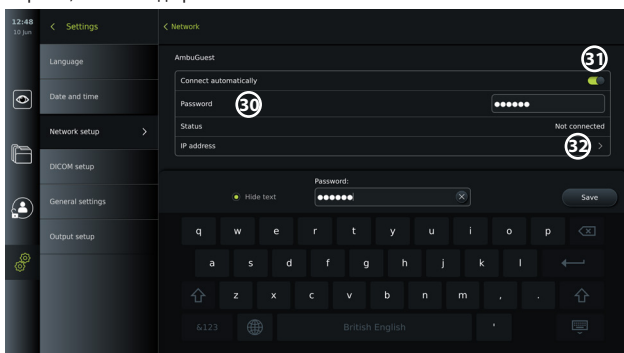 12:48
10 Jun
Settings
Network
Language
Date and time
Network setup
DICOM setup
General settings
Output setup
AmbuGuest
31
Connect automatically
Password
30
●●●●●●
Status
Not connected
IP address
32
Password:
Hide text
●●●●●●
Save
q w e r t y u i o p
a s d f g h j k l
z x c v b n m , .
&123
British English
'